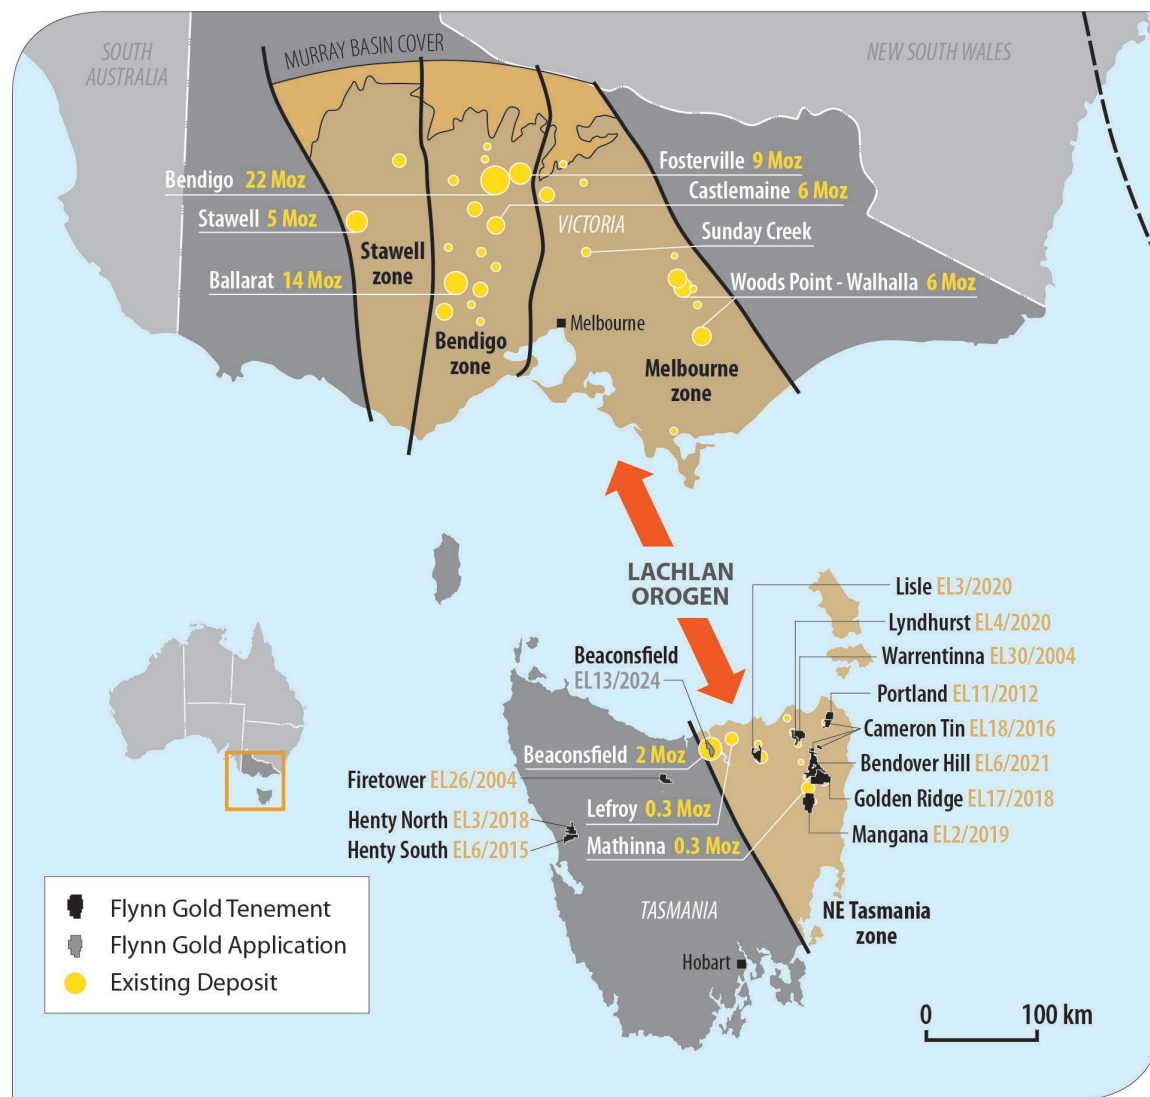 SOUTH
AUSTRALIA
MURRAY BASIN COVER
NEW SOUTH WALES
Bendigo 22 Moz
Stawell 5 Moz
Ballarat 14 Moz
Stawell
zone
Bendigo
zone
Fosterville 9 Moz
Castlemaine 6 Moz
VICTORIA
Sunday Creek
Woods Point - Walhalla 6 Moz
Melbourne
Melbourne
zone
LACHLAN
OROGEN
Lisle EL3/2020
Lyndhurst EL4/2020
Warrentinna EL30/2004
Portland EL11/2012
Cameron Tin EL18/2016
Bendover Hill EL6/2021
Golden Ridge EL17/2018
Mangana EL2/2019
Beaconsfield
EL13/2024
Beaconsfield 2 Moz
Firetower EL26/2004
Lefroy 0.3 Moz
Henty North EL3/2018
Henty South EL6/2015
Mathinna 0.3 Moz
TASMANIA
NE Tasmania
zone
Hobart
Flynn Gold Tenement
Flynn Gold Application
Existing Deposit
0 100 km